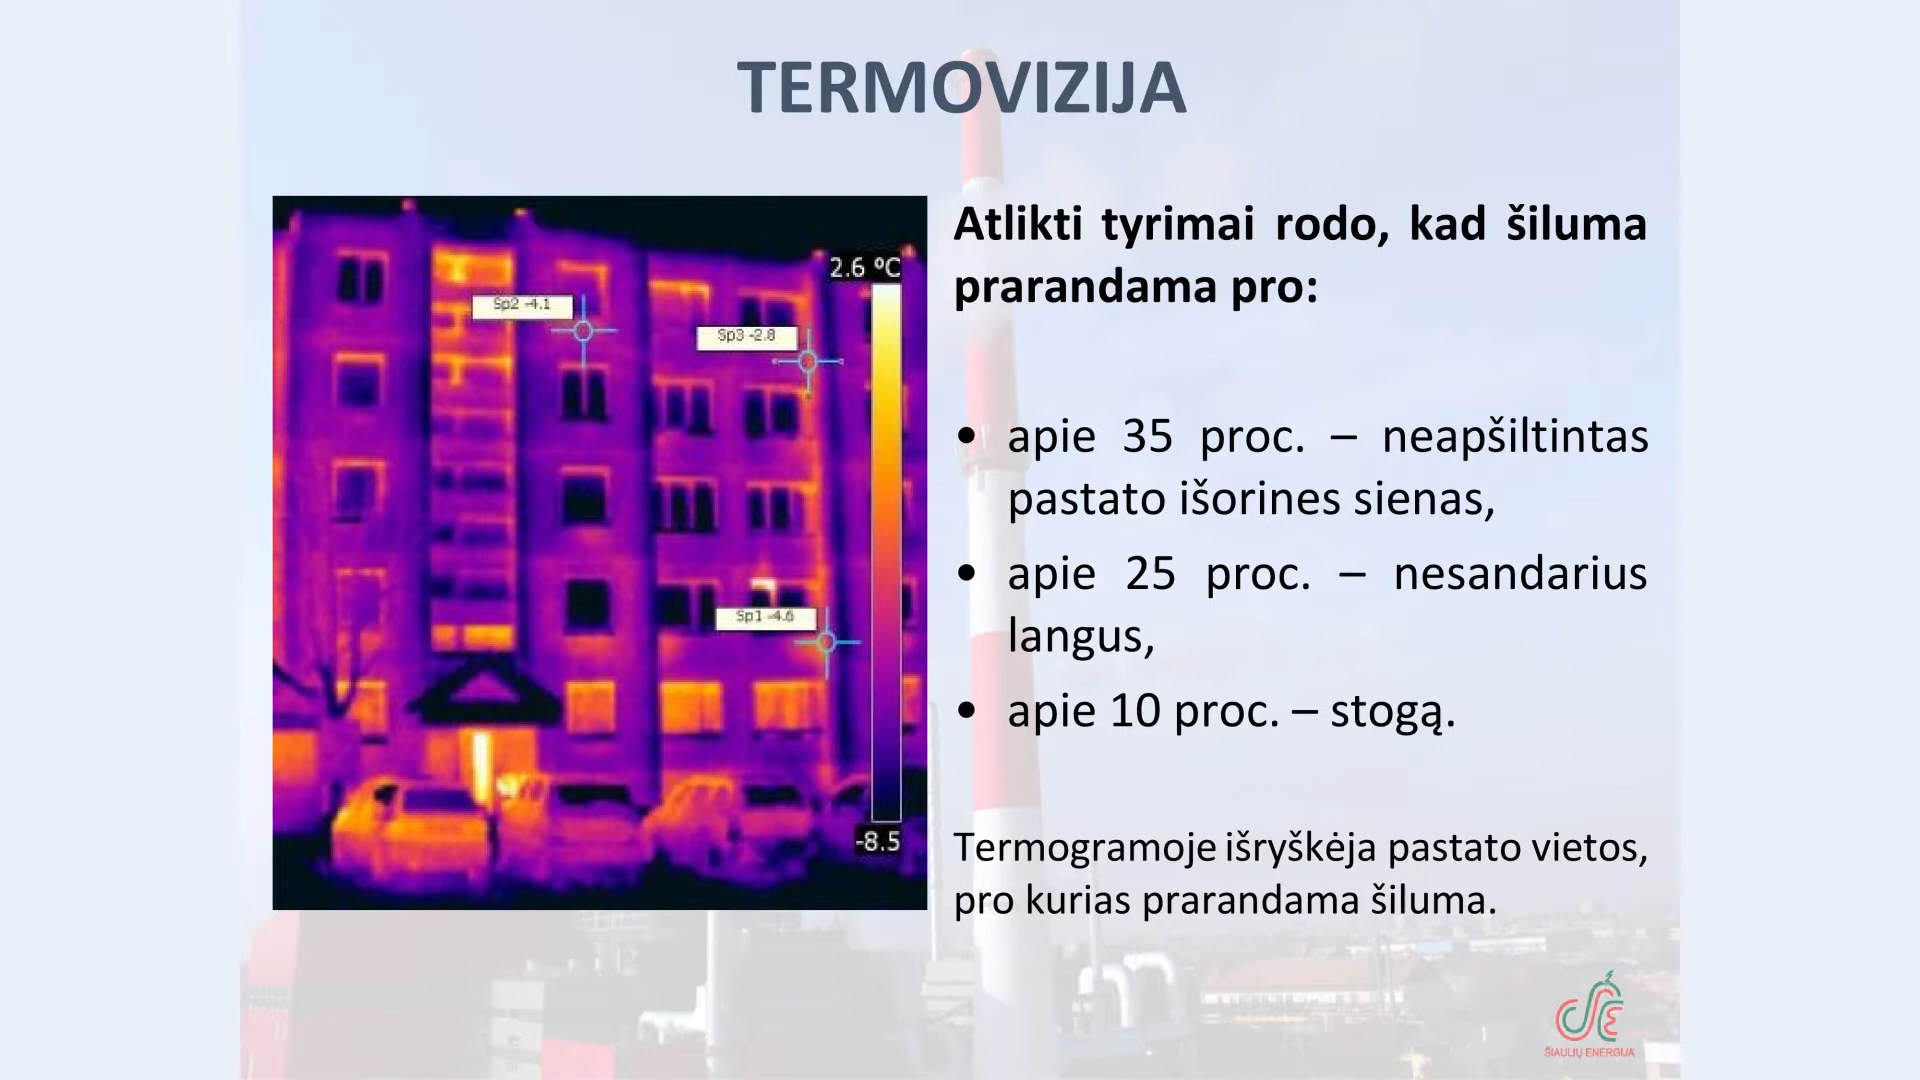 TERMOVIZIJA
2.6 ºC
Sp2 -4.1
Sp3 -2.8
Sp1 -4.6
-8.5
Atlikti tyrimai rodo, kad šiluma
prarandama pro:
• apie 35 proc. – neapšiltintas
pastato išorines sienas,
• apie 25 proc. – nesandarius
langus,
• apie 10 proc. – stogą.
Termogramoje išryškėja pastato vietos,
pro kurias prarandama šiluma.
ŠIAULIŲ ENERGIJA